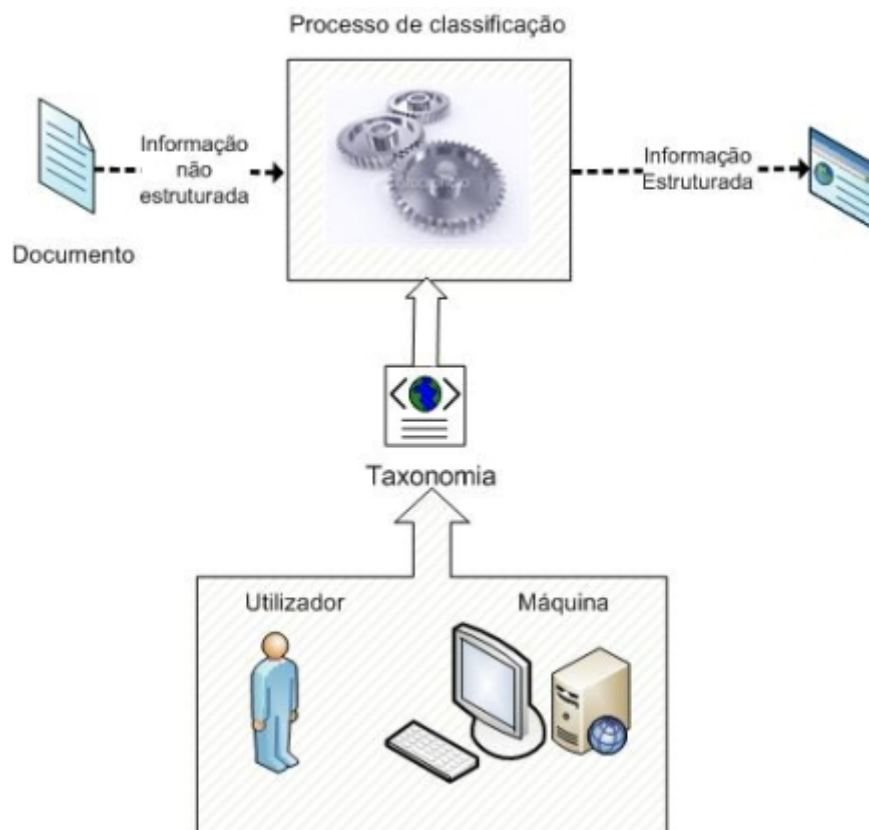 Processo de classificação
Informação
não
estruturada
Documento
Informação
Estruturada
Taxonomia
Utilizador
Máquina